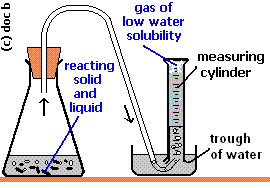 (c) doc b
gas of
low water
solubility
reacting
solid
and
liquid
measuring
cylinder
trough
of water